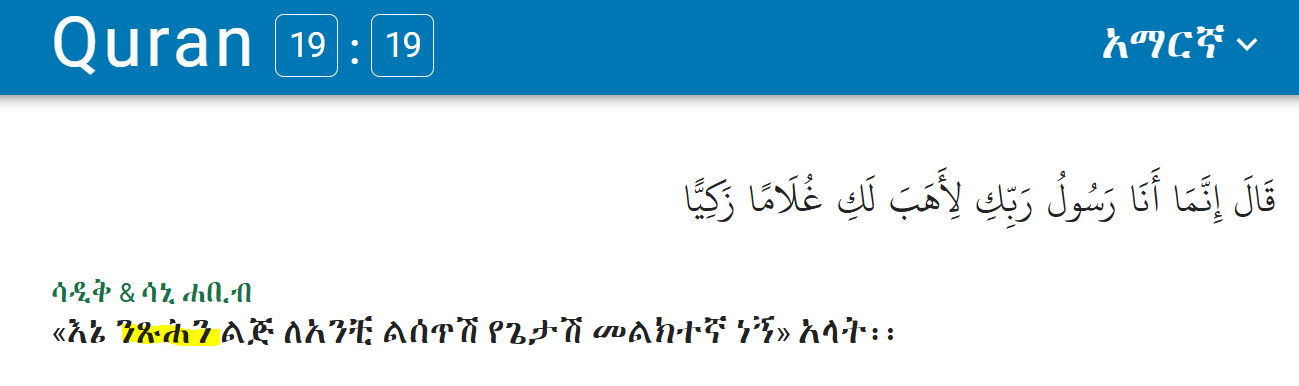 Quran 19 : 19 አማርኛ
قَالَ إِنَّمَا أَنَا رَسُولُ رَبِّكِ لِأَهَبَ لَكِ غُلَامًا زَكِيًّا
ሳዲቅ & ሳኒ ሐቢብ
«እኔ ንጹሕን ልጅ ለአንቺ ልሰጥሽ የጌታሽ መልክተኛ ነኝ» አላት፡፡